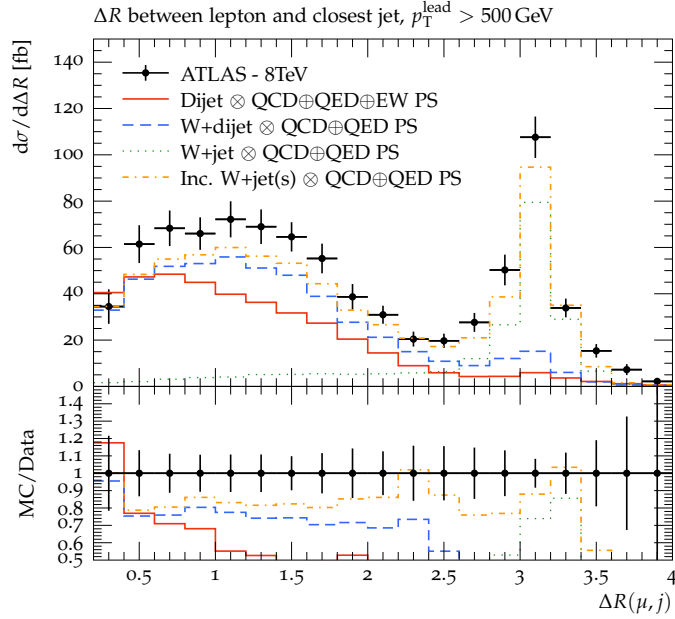 ΔR between lepton and closest jet, p_T^lead > 500 GeV
dσ/dΔR [fb]
140
120
100
80
60
40
20
0
ATLAS - 8TeV
Dijet ⊗ QCD⊕QED⊕EW PS
W+dijet ⊗ QCD⊕QED PS
W+jet ⊗ QCD⊕QED PS
Inc. W+jet(s) ⊗ QCD⊕QED PS
MC/Data
1.4
1.3
1.2
1.1
1
0.9
0.8
0.7
0.6
0.5
0.5 1 1.5 2 2.5 3 3.5 4
ΔR(μ, j)